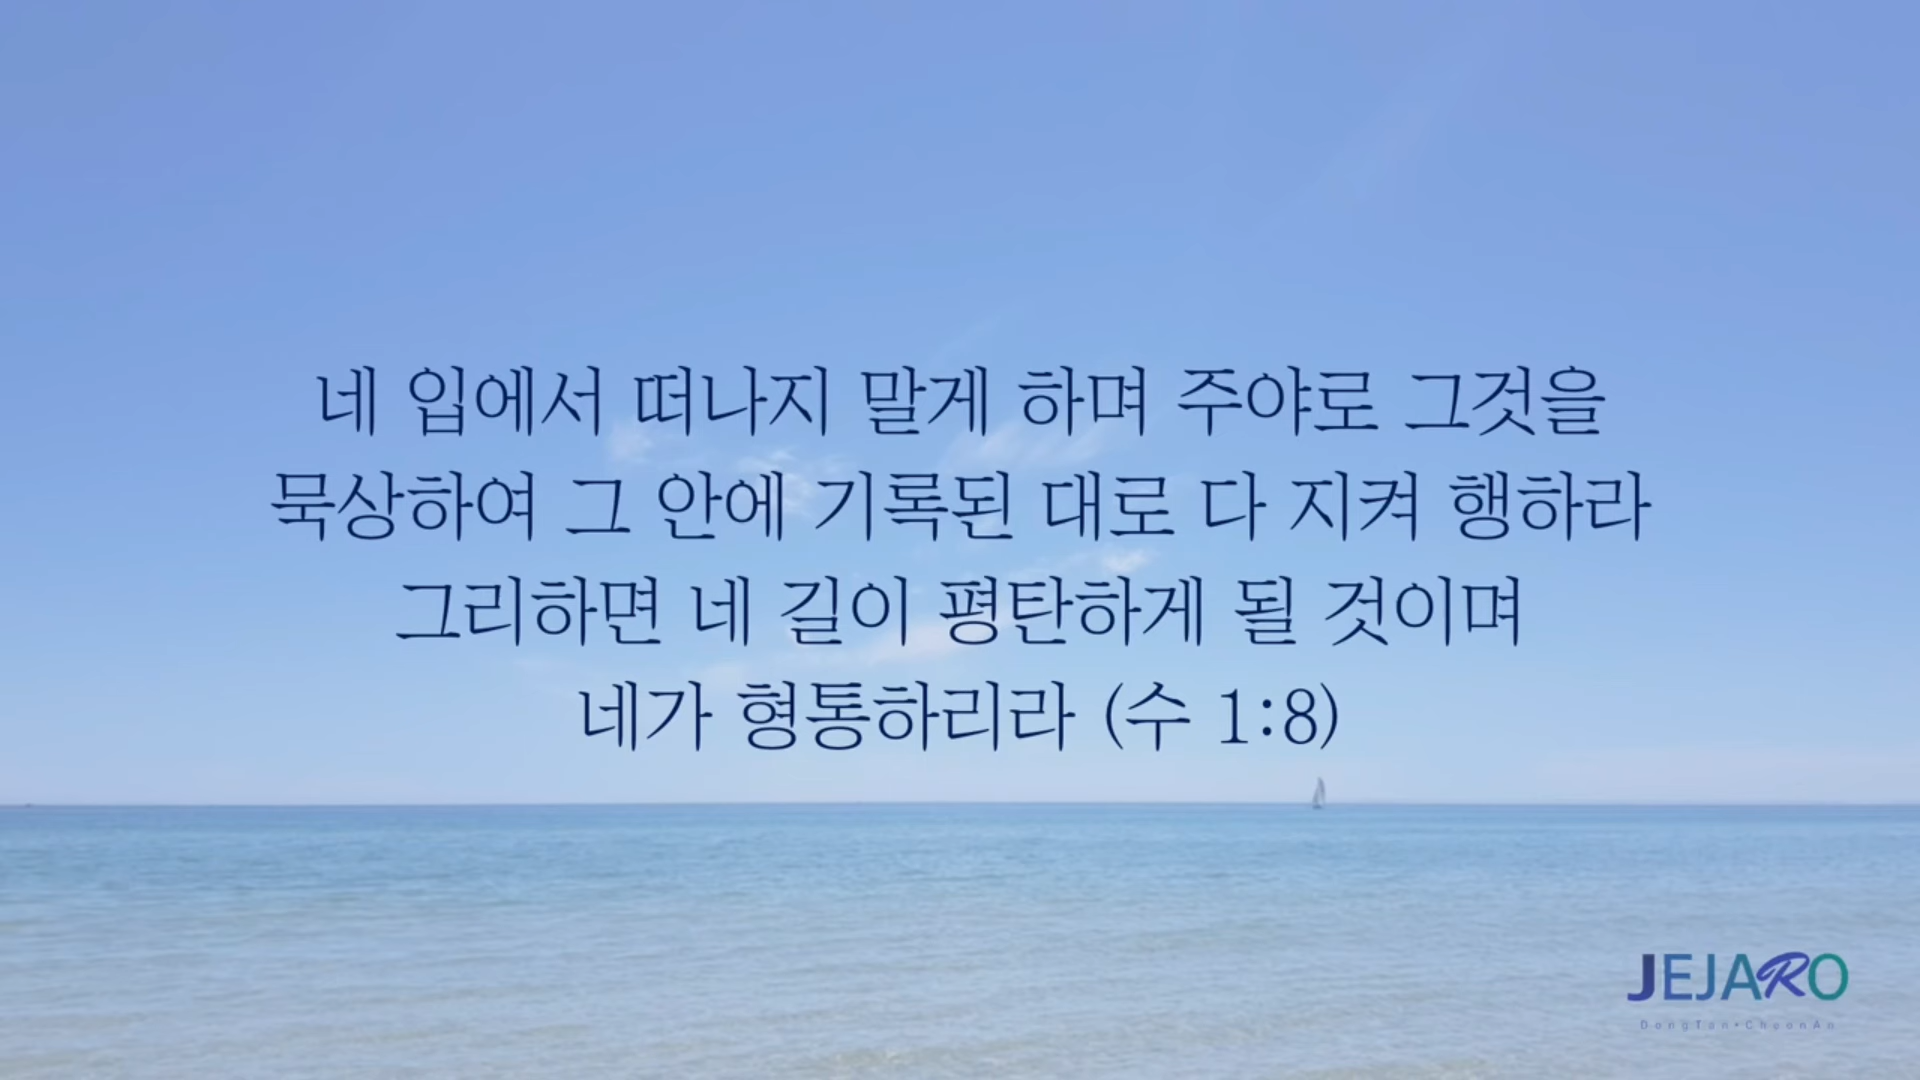 네 입에서 떠나지 말게 하며 주야로 그것을
묵상하여 그 안에 기록된 대로 다 지켜 행하라
그리하면 네 길이 평탄하게 될 것이며
네가 형통하리라 (수 1:8)
JEJARO
DongTan•CheonAn